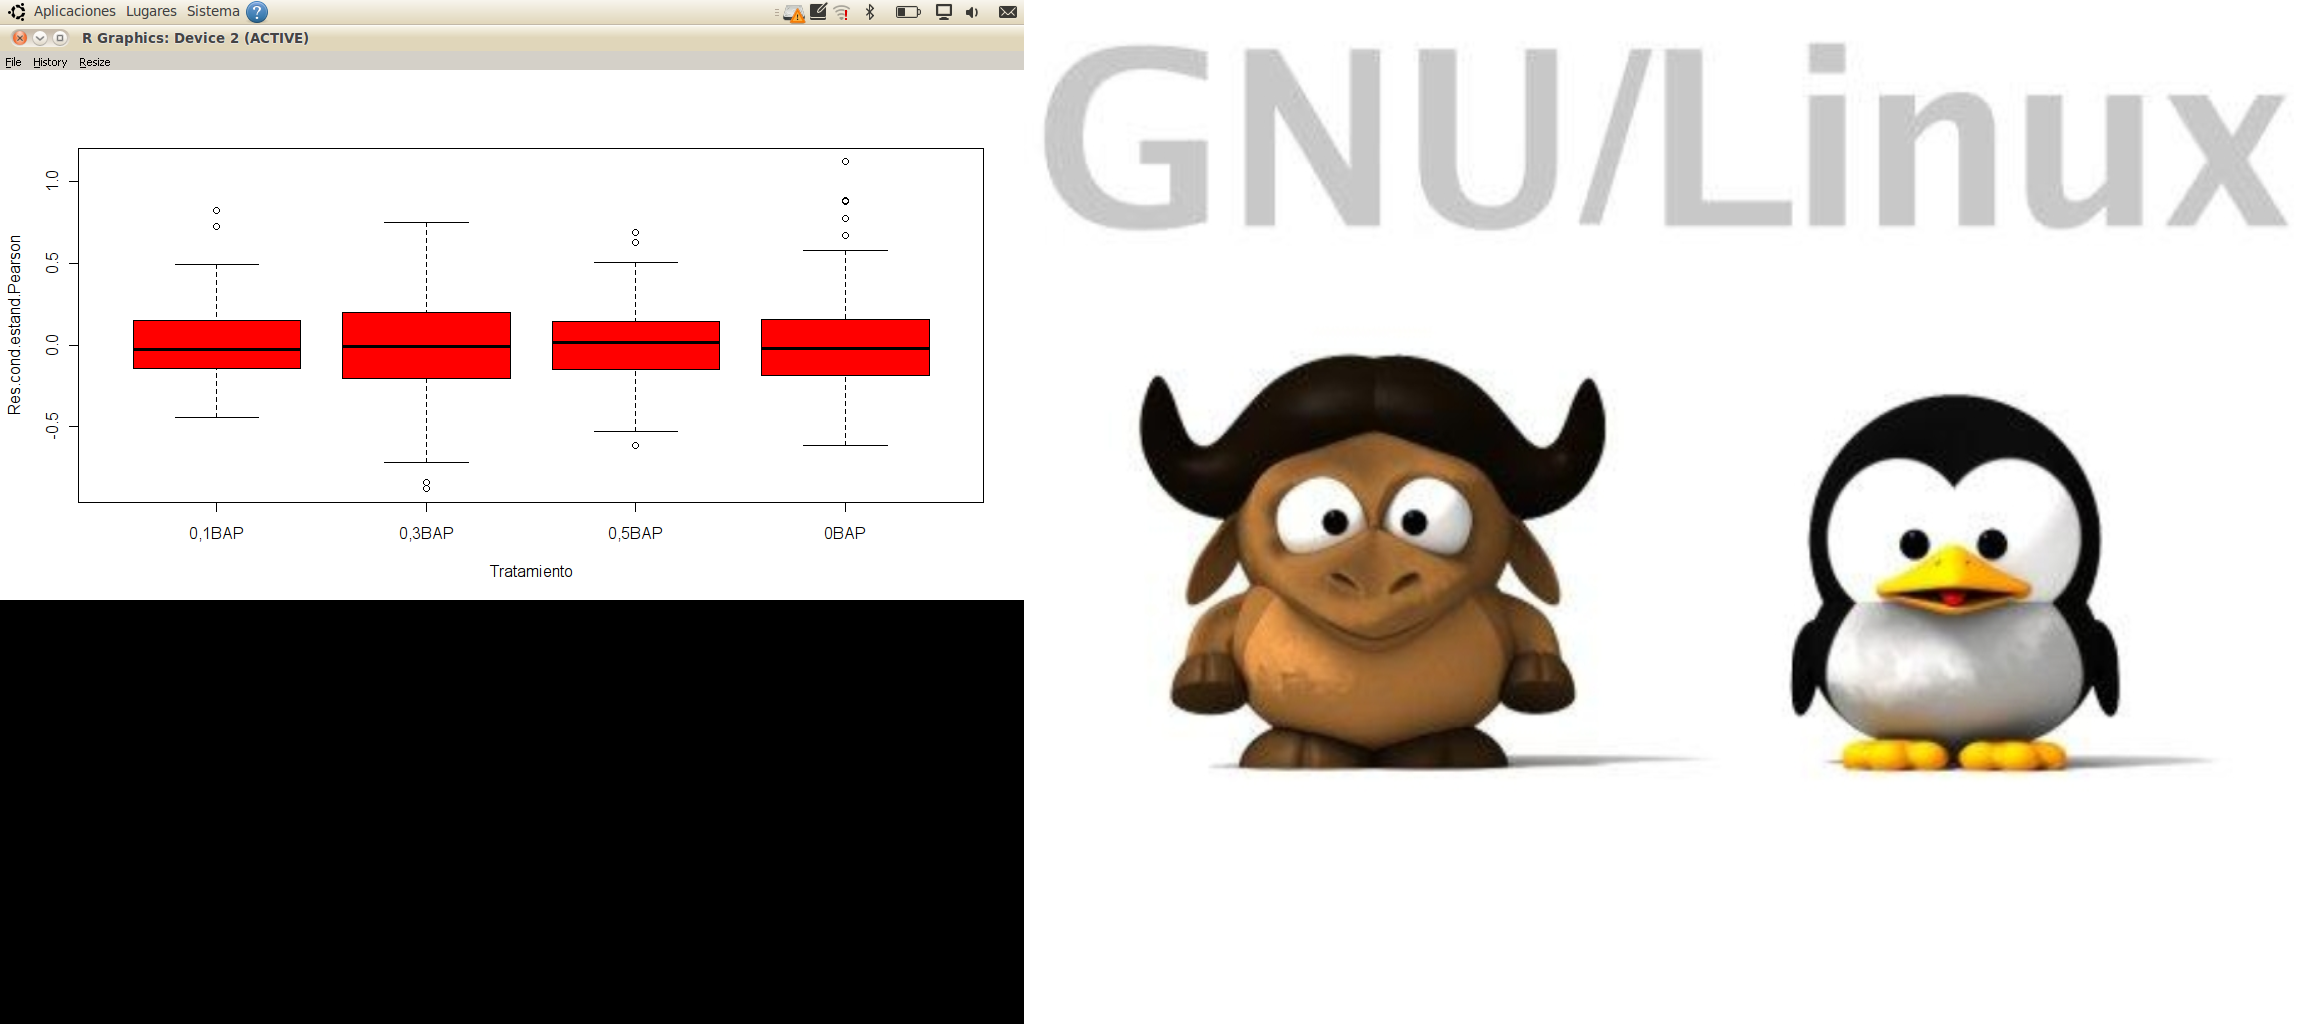 Aplicaciones Lugares Sistema ?
R Graphics: Device 2 (ACTIVE)
File History Resize
Res.cond.estand.Pearson
1.0
0.5
0.0
-0.5
0,1BAP 0,3BAP 0,5BAP 0BAP
Tratamiento
GNU/Linux